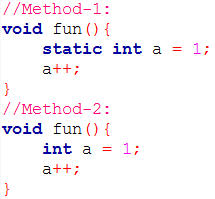 //Method-1:
void fun(){
    static int a = 1;
    a++;
}
//Method-2:
void fun(){
    int a = 1;
    a++;
}